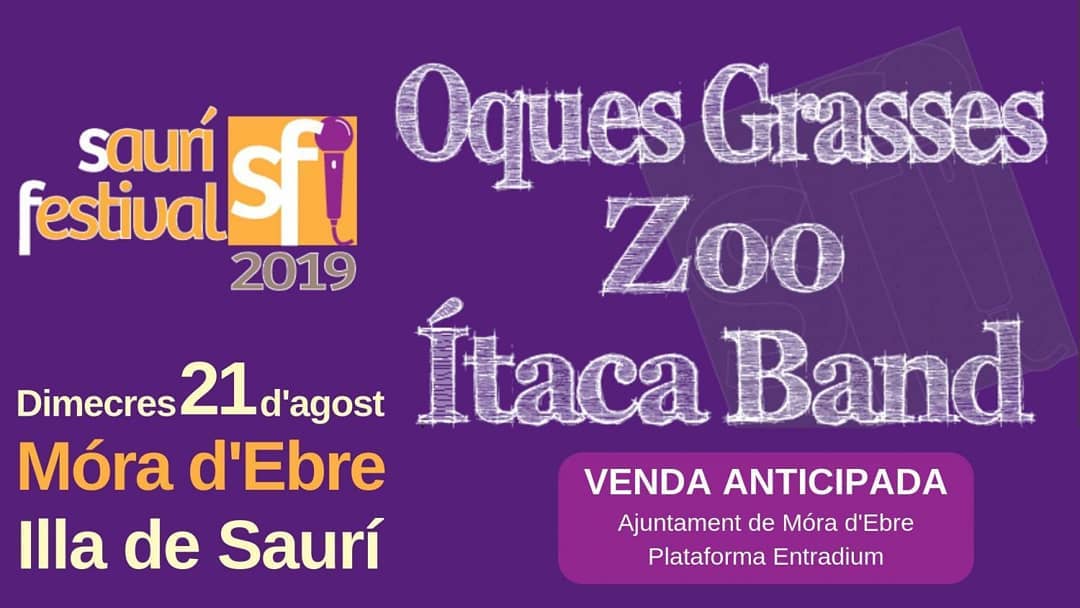 saurí
festival
sf
2019
Oques Grasses
Zoo
Ítaca Band
Dimecres 21 d'agost
Móra d'Ebre
Illa de Saurí
VENDA ANTICIPADA
Ajuntament de Móra d'Ebre
Plataforma Entradium